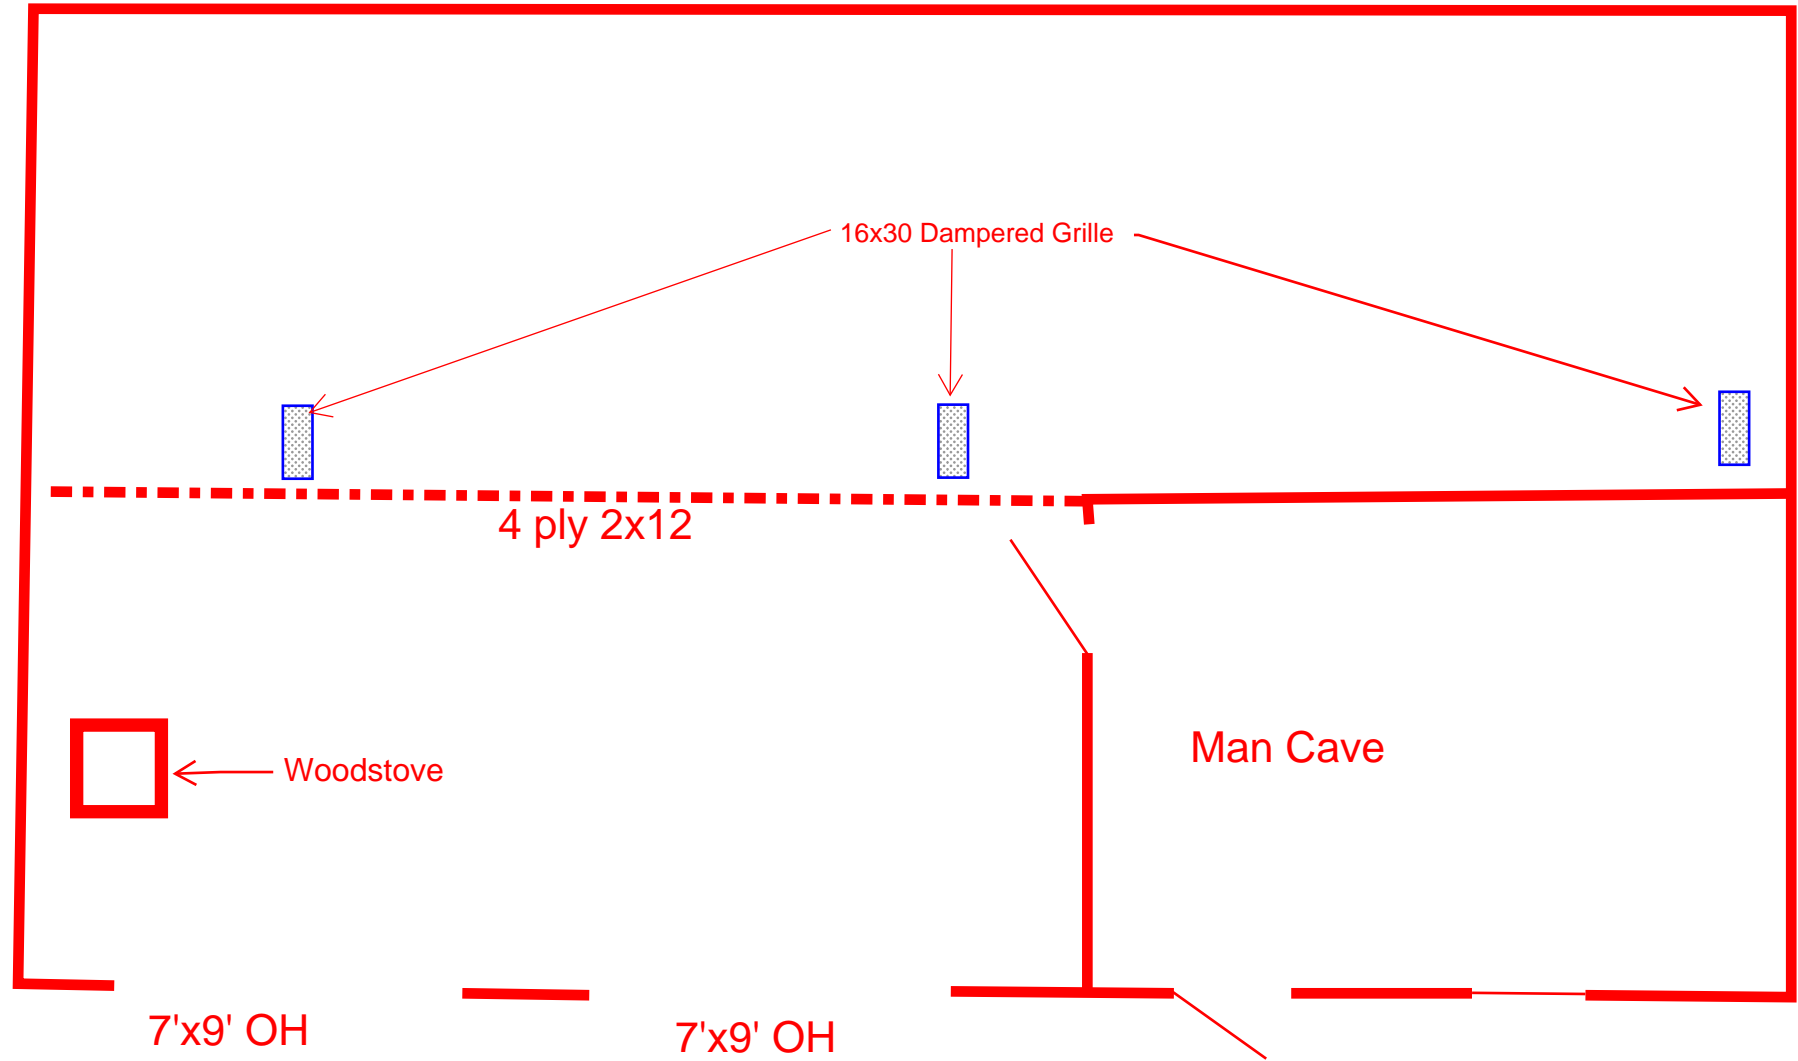 16x30 Dampered Grille
4 ply 2x12
Man Cave
Woodstove
7'x9' OH
7'x9' OH